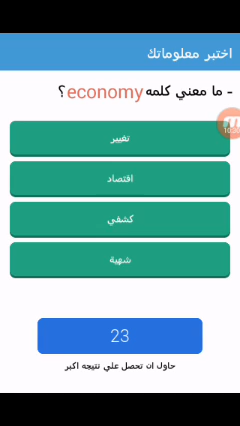 اختبر معلوماتك
- ما معني كلمه economy ؟
تغيير
اقتصاد
كشفي
شهية
23
حاول ان تحصل علي نتيجه اكبر